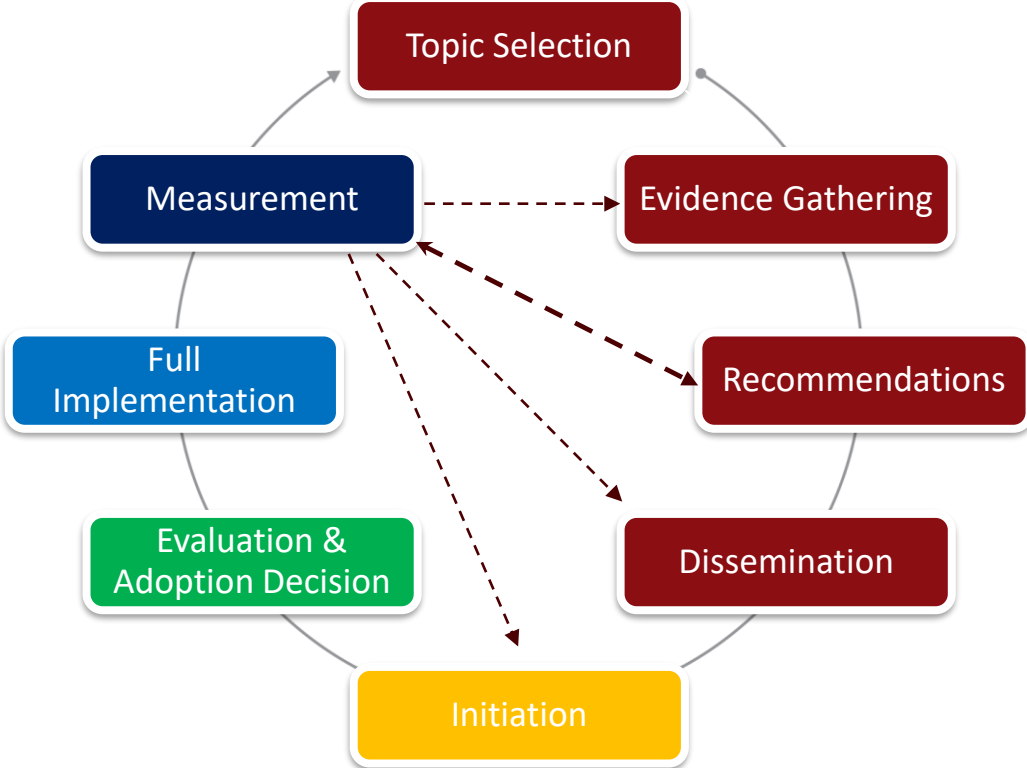 Topic Selection
Measurement
Evidence Gathering
Full
Implementation
Recommendations
Evaluation &
Adoption Decision
Dissemination
Initiation